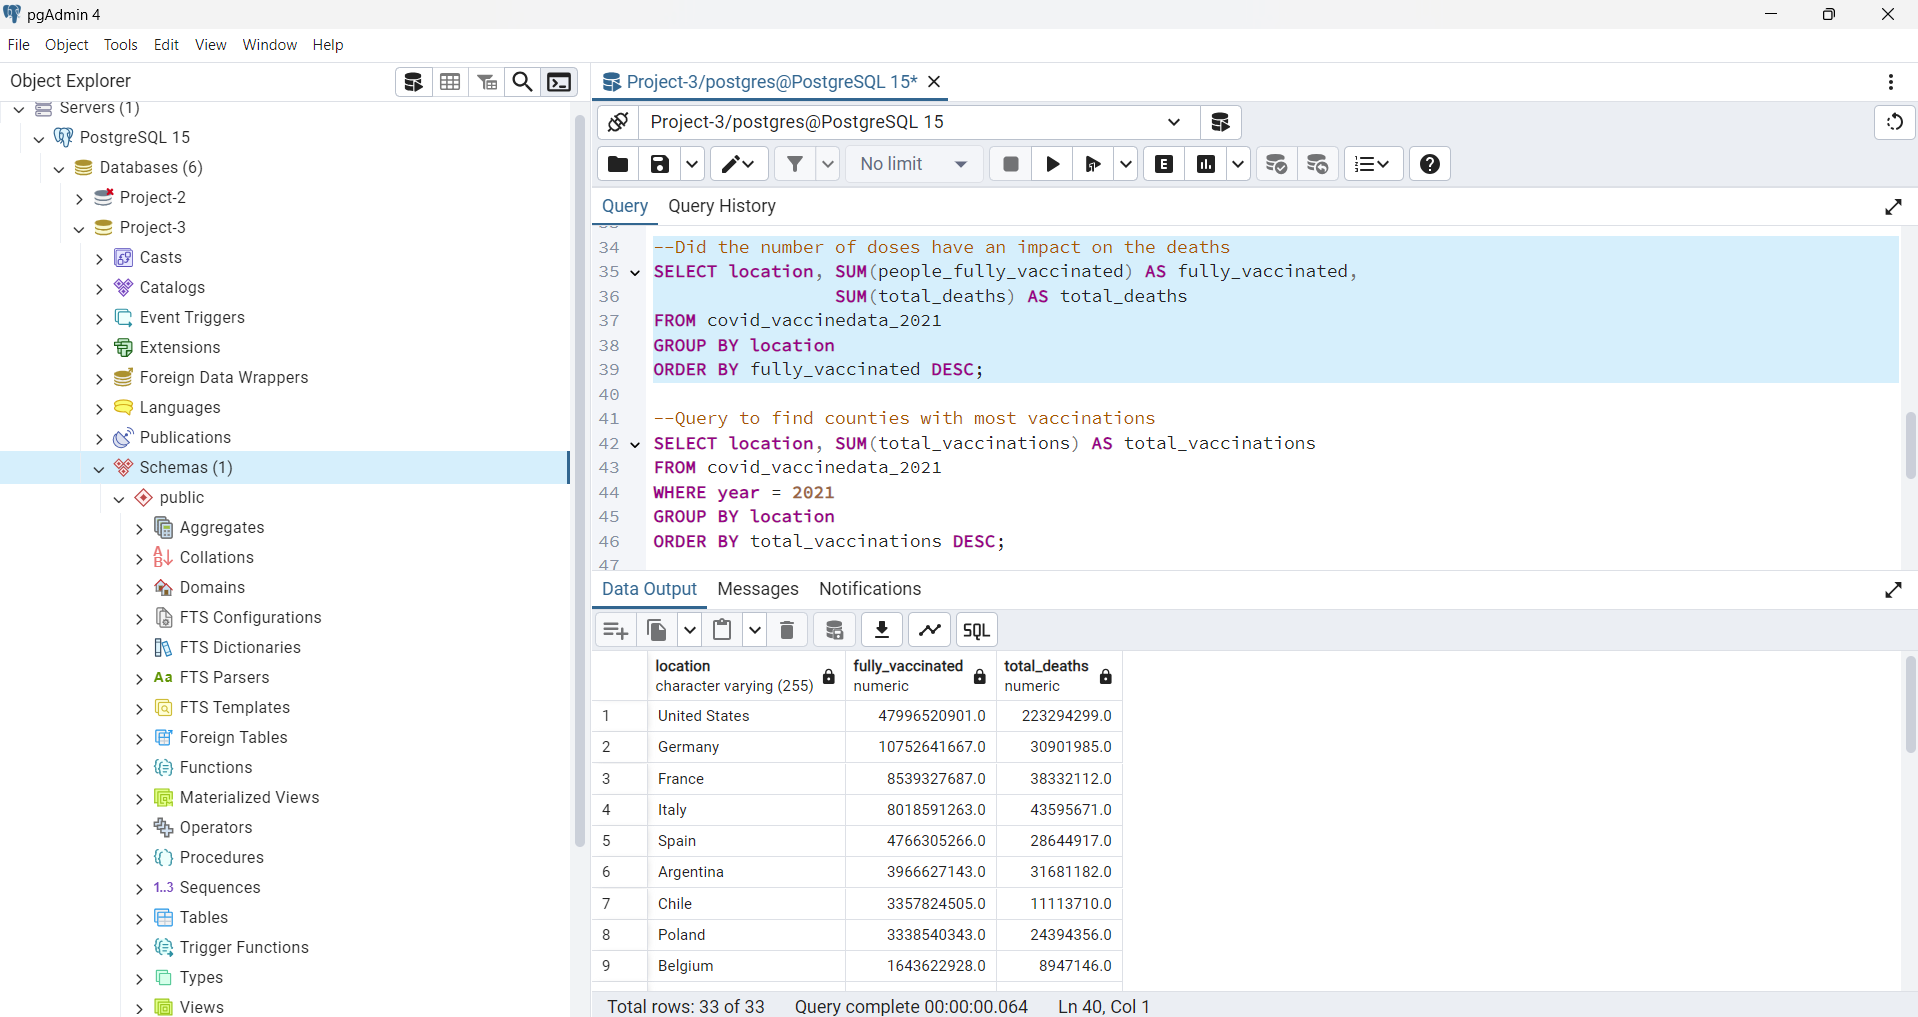 pgAdmin 4
File Object Tools Edit View Window Help
Object Explorer
Servers (1)
PostgreSQL 15
Databases (6)
Project-2
Project-3
Casts
Catalogs
Event Triggers
Extensions
Foreign Data Wrappers
Languages
Publications
Schemas (1)
public
Aggregates
Collations
Domains
FTS Configurations
FTS Dictionaries
Aa FTS Parsers
FTS Templates
Foreign Tables
Functions
Materialized Views
Operators
Procedures
1..3 Sequences
Tables
Trigger Functions
Types
Views
Project-3/postgres@PostgreSQL 15*
Project-3/postgres@PostgreSQL 15
No limit
E
Query Query History
34 --Did the number of doses have an impact on the deaths
35 SELECT location, SUM(people_fully_vaccinated) AS fully_vaccinated,
36 SUM(total_deaths) AS total_deaths
37 FROM covid_vaccinedata_2021
38 GROUP BY location
39 ORDER BY fully_vaccinated DESC;
40
41 --Query to find counties with most vaccinations
42 SELECT location, SUM(total_vaccinations) AS total_vaccinations
43 FROM covid_vaccinedata_2021
44 WHERE year = 2021
45 GROUP BY location
46 ORDER BY total_vaccinations DESC;
47
Data Output Messages Notifications
SQL
location fully_vaccinated total_deaths
character varying (255) numeric numeric
1 United States 47996520901.0 223294299.0
2 Germany 10752641667.0 30901985.0
3 France 8539327687.0 38332112.0
4 Italy 8018591263.0 43595671.0
5 Spain 4766305266.0 28644917.0
6 Argentina 3966627143.0 31681182.0
7 Chile 3357824505.0 11113710.0
8 Poland 3338540343.0 24394356.0
9 Belgium 1643622928.0 8947146.0
Total rows: 33 of 33 Query complete 00:00:00.064 Ln 40, Col 1